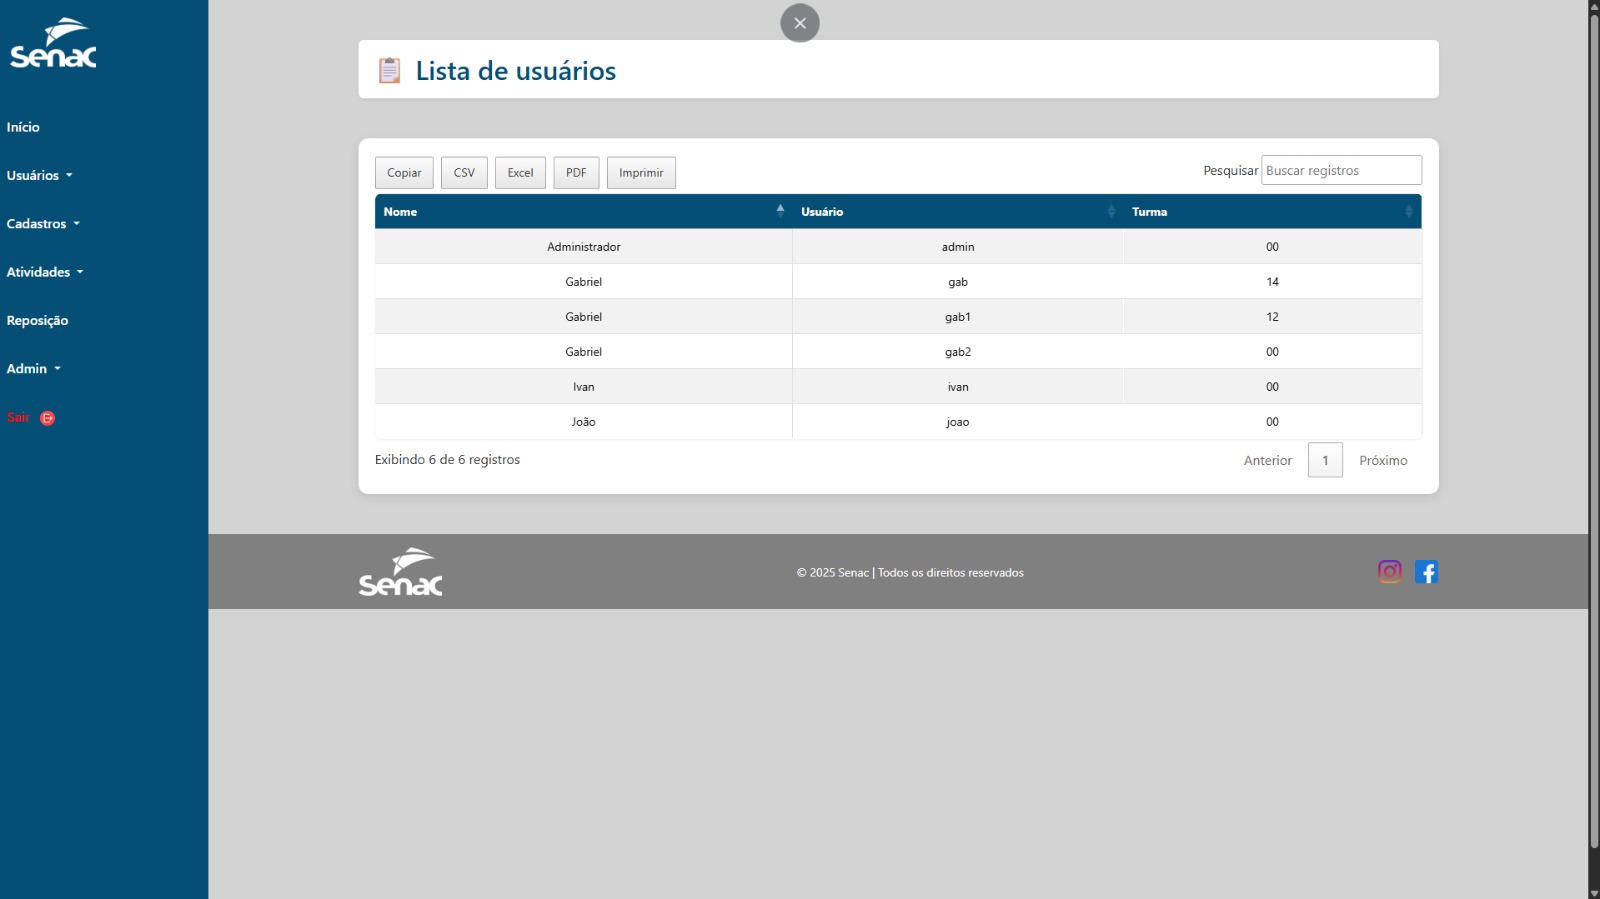 Senac
Início
Usuários
Cadastros
Atividades
Reposição
Admin
Sair
Lista de usuários
Copiar CSV Excel PDF Imprimir Pesquisar Buscar registros
Nome Usuário Turma
Administrador admin 00
Gabriel gab 14
Gabriel gab1 12
Gabriel gab2 00
Ivan ivan 00
João joao 00
Exibindo 6 de 6 registros Anterior 1 Próximo
Senac © 2025 Senac | Todos os direitos reservados